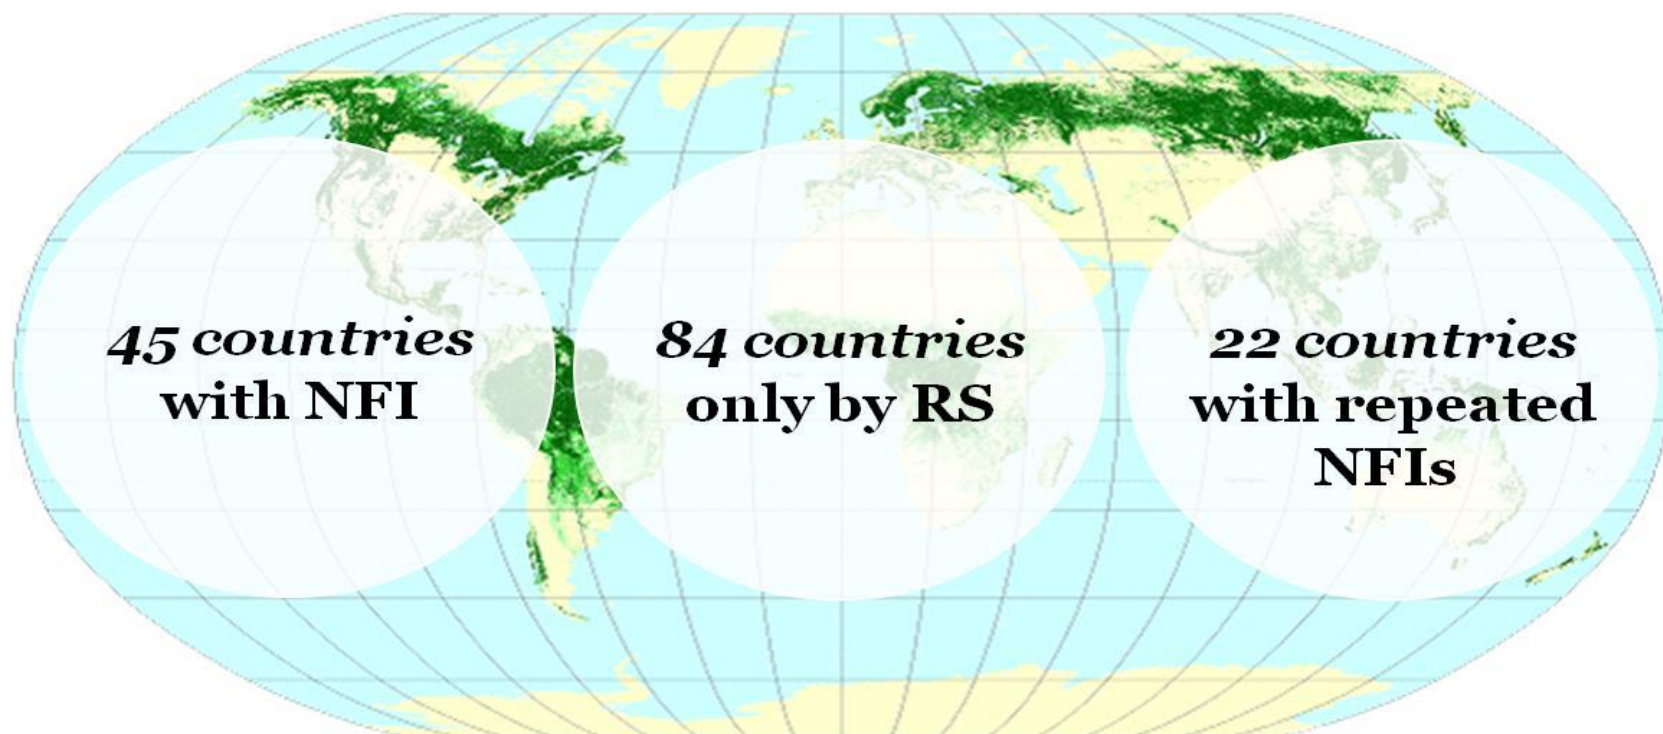 45 countries
with NFI
84 countries
only by RS
22 countries
with repeated
NFIs